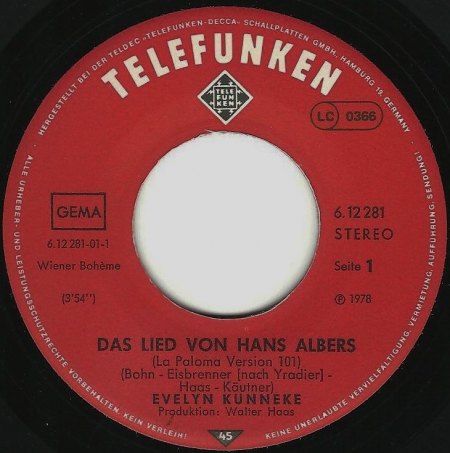 HERGESTELLT BEI DER TELDEC »TELEFUNKEN-DECCA« SCHALLPLATTEN GMBH, HAMBURG 19, GERMANY
TELEFUNKEN
TELE
FUN
KEN
LC 0366
GEMA
6.12 281-01-1
Wiener Bohème
(3'54")
6.12281
STEREO
Seite 1
Ⓟ 1978
DAS LIED VON HANS ALBERS
(La Paloma Version 101)
(Bohn - Eisbrenner [nach Yradier] -
Haas - Käutner)
EVELYN KÜNNEKE
Produktion: Walter Haas
ALLE URHEBER- UND LEISTUNGSSCHUTZRECHTE VORBEHALTEN. KEIN VERLEIH!
45
KEINE UNERLAUBTE VERVIELFÄLTIGUNG, VERMIETUNG, AUFFÜHRUNG, SENDUNG!